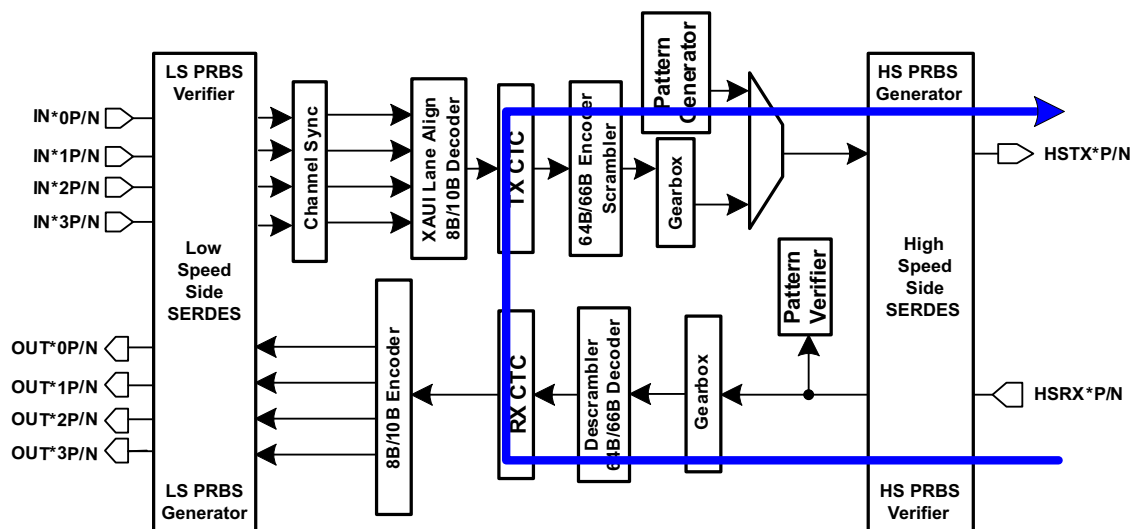 LS PRBS
Verifier
IN*0P/N
IN*1P/N
IN*2P/N
IN*3P/N
Low
Speed
Side
SERDES
OUT*0P/N
OUT*1P/N
OUT*2P/N
OUT*3P/N
LS PRBS
Generator
Channel Sync
XAUI Lane Align
8B/10B Decoder
TX CTC
64B/66B Encoder
Scrambler
Pattern
Generator
Gearbox
HS PRBS
Generator
HSTX*P/N
High
Speed
Side
SERDES
Pattern
Verifier
8B/10B Encoder
RX CTC
Descrambler
64B/66B Decoder
Gearbox
HSRX*P/N
HS PRBS
Verifier